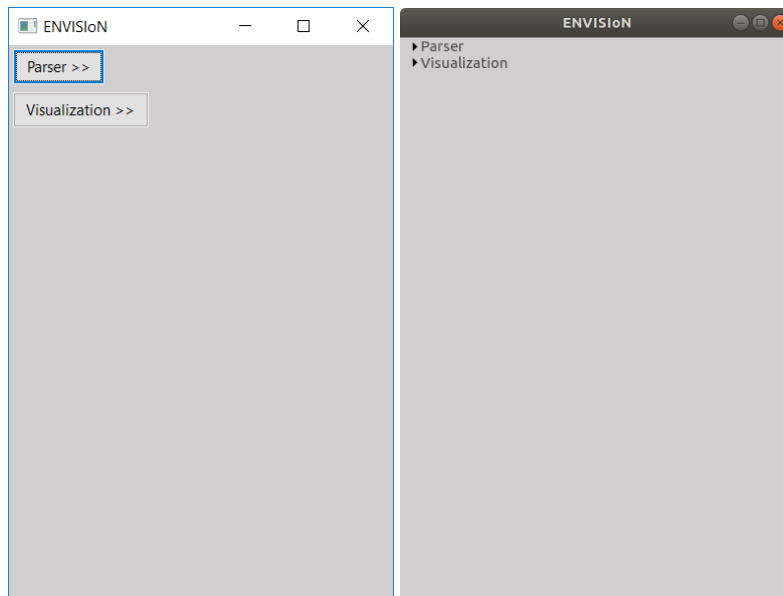 ENVISIoN
Parser >>
Visualization >>
ENVISIoN
Parser
Visualization